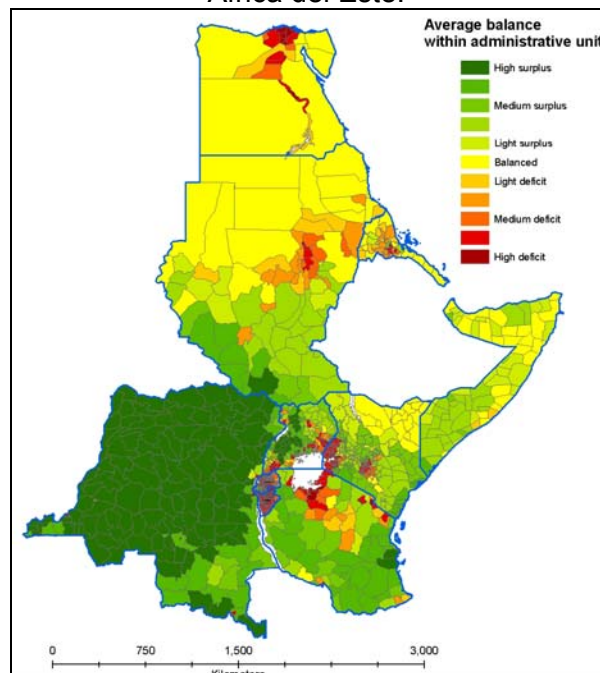 África del Este.
Average balance
within administrative unit
High surplus
Medium surplus
Light surplus
Balanced
Light deficit
Medium deficit
High deficit
0 750 1,500 3,000
Kilometers